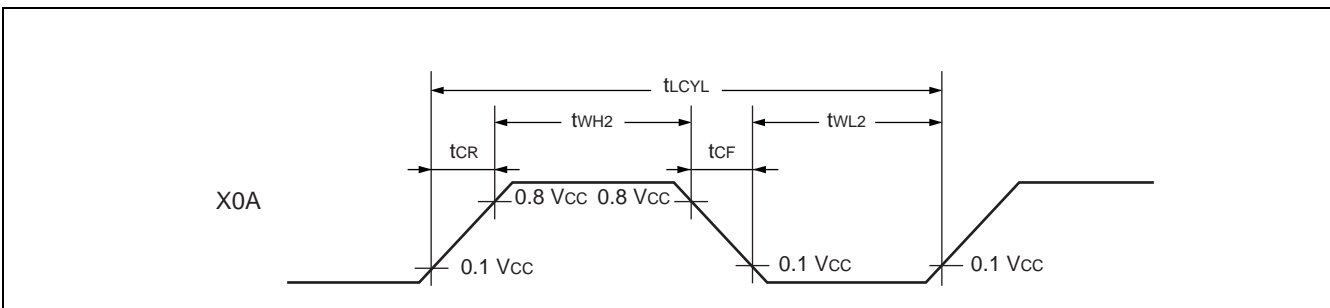 tLCYL
tWH2 tWL2
tCR tCF
X0A
0.8 VCC 0.8 VCC
0.1 VCC 0.1 VCC 0.1 VCC